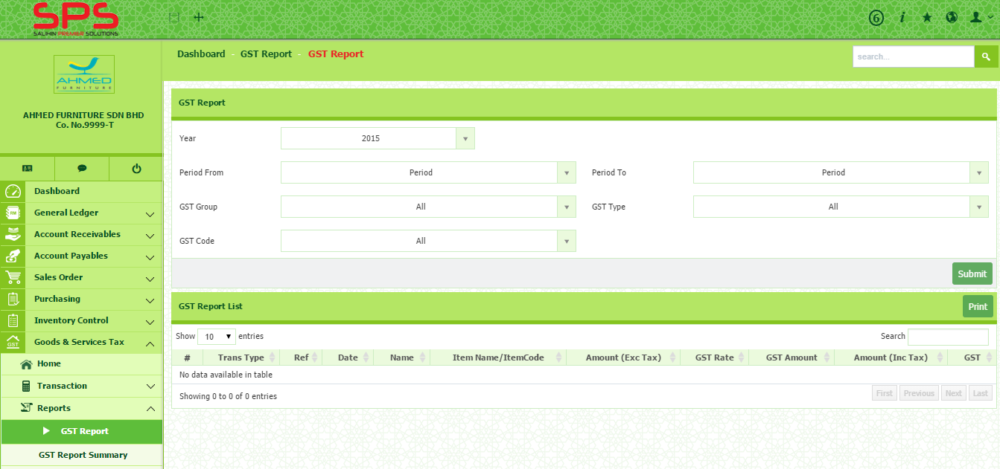 SPS
SALIHIN PREMIER SOLUTIONS
6
i
AHMED
FURNITURE
AHMED FURNITURE SDN BHD
Co. No.9999-T
Dashboard
RM
General Ledger
Account Receivables
Account Payables
Sales Order
Purchasing
Inventory Control
GST
Goods & Services Tax
Home
Transaction
Reports
GST Report
GST Report Summary
Dashboard - GST Report - GST Report
search...
GST Report
Year 2015
Period From Period Period To Period
GST Group All GST Type All
GST Code All
Submit
GST Report List Print
Show 10 entries Search
# Trans Type Ref Date Name Item Name/ItemCode Amount (Exc Tax) GST Rate GST Amount Amount (Inc Tax) GST
No data available in table
Showing 0 to 0 of 0 entries First Previous Next Last